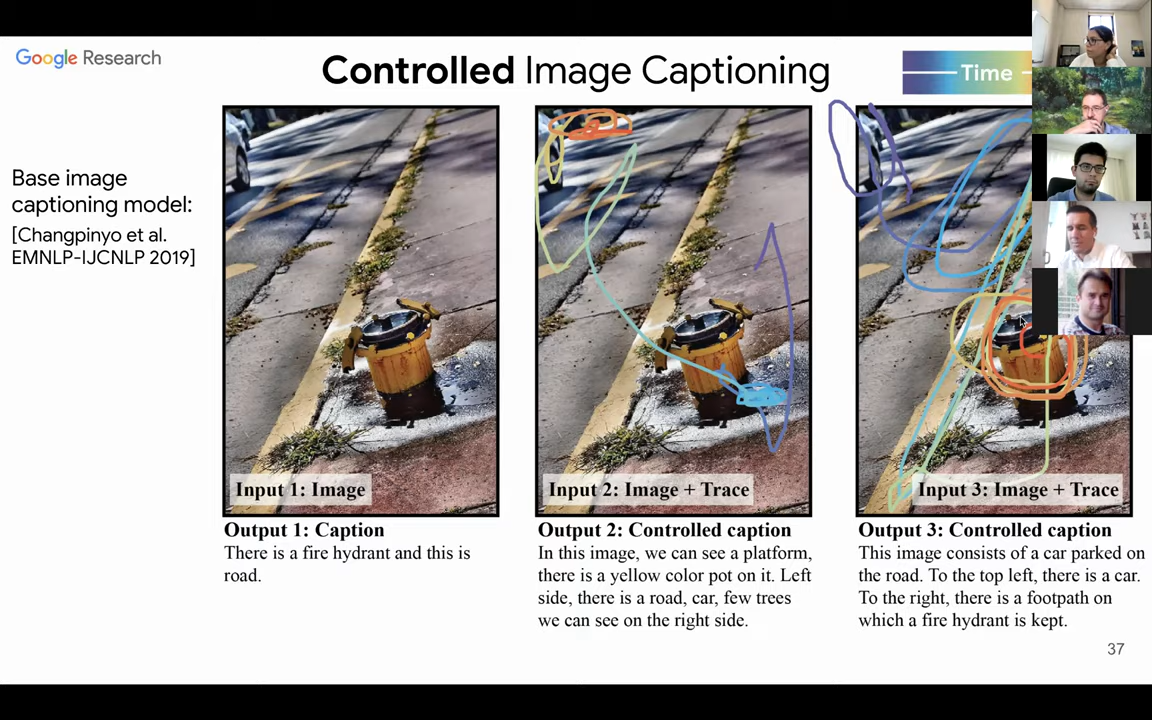 Google Research
Controlled Image Captioning
Time
Base image
captioning model:
[Changpinyo et al.
EMNLP-IJCNLP 2019]
Input 1: Image
Input 2: Image + Trace
Input 3: Image + Trace
Output 1: Caption
There is a fire hydrant and this is
road.
Output 2: Controlled caption
In this image, we can see a platform,
there is a yellow color pot on it. Left
side, there is a road, car, few trees
we can see on the right side.
Output 3: Controlled caption
This image consists of a car parked on
the road. To the top left, there is a car.
To the right, there is a footpath on
which a fire hydrant is kept.
37